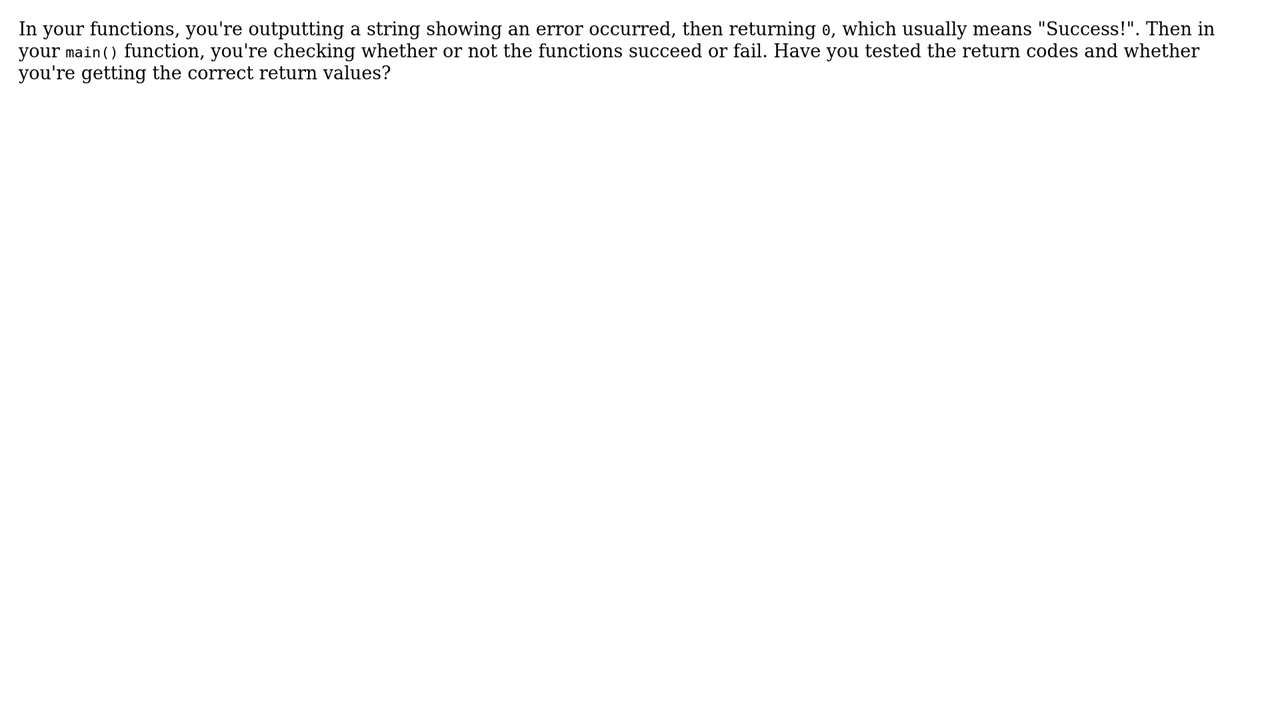 In your functions, you're outputting a string showing an error occurred, then returning 0, which usually means "Success!". Then in
your main() function, you're checking whether or not the functions succeed or fail. Have you tested the return codes and whether
you're getting the correct return values?